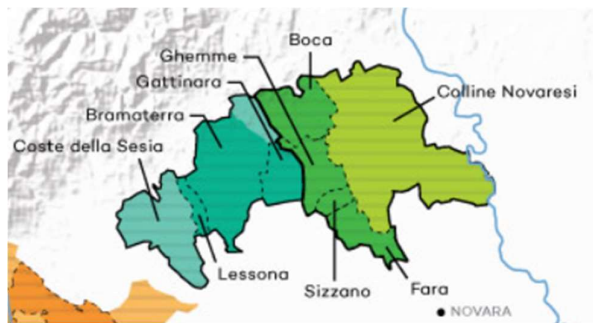 Boca
Ghemme
Gattinara
Colline Novaresi
Bramaterra
Coste della Sesia
Lessona
Sizzano
Fara
NOVARA